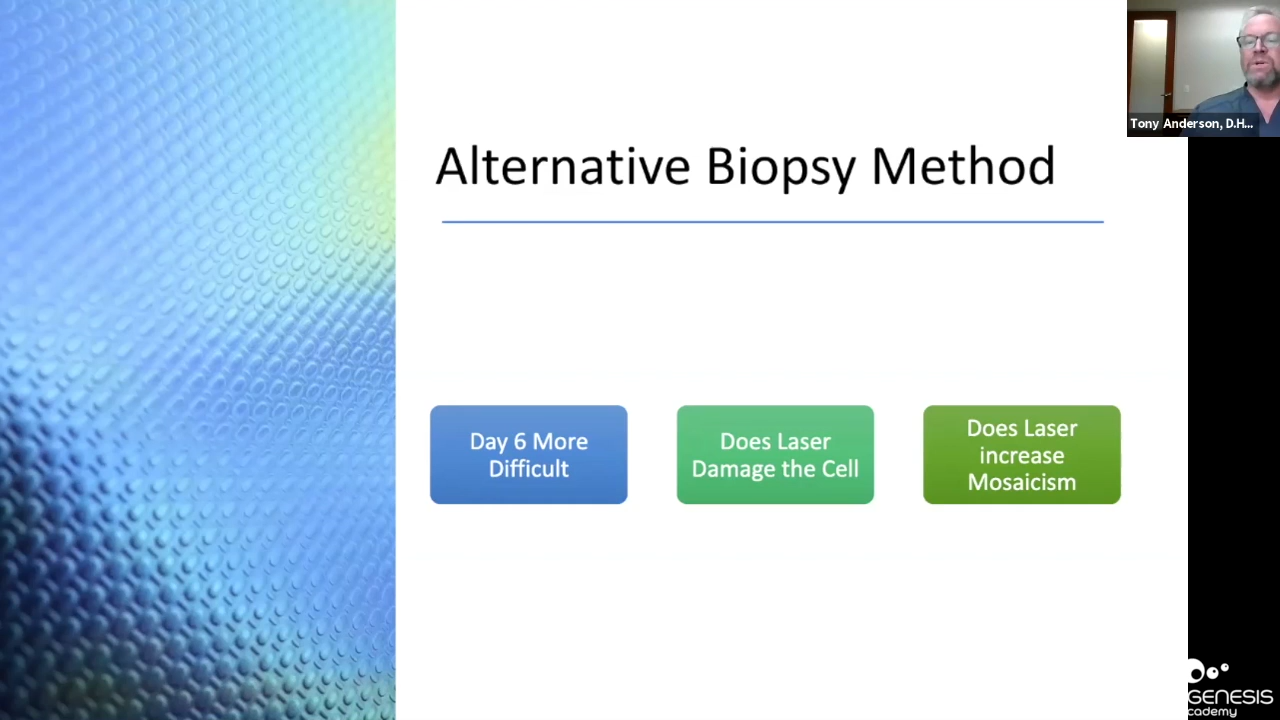 Tony Anderson, D.H...
Alternative Biopsy Method
Day 6 More
Difficult
Does Laser
Damage the Cell
Does Laser
increase
Mosaicism
GENESIS
cademy